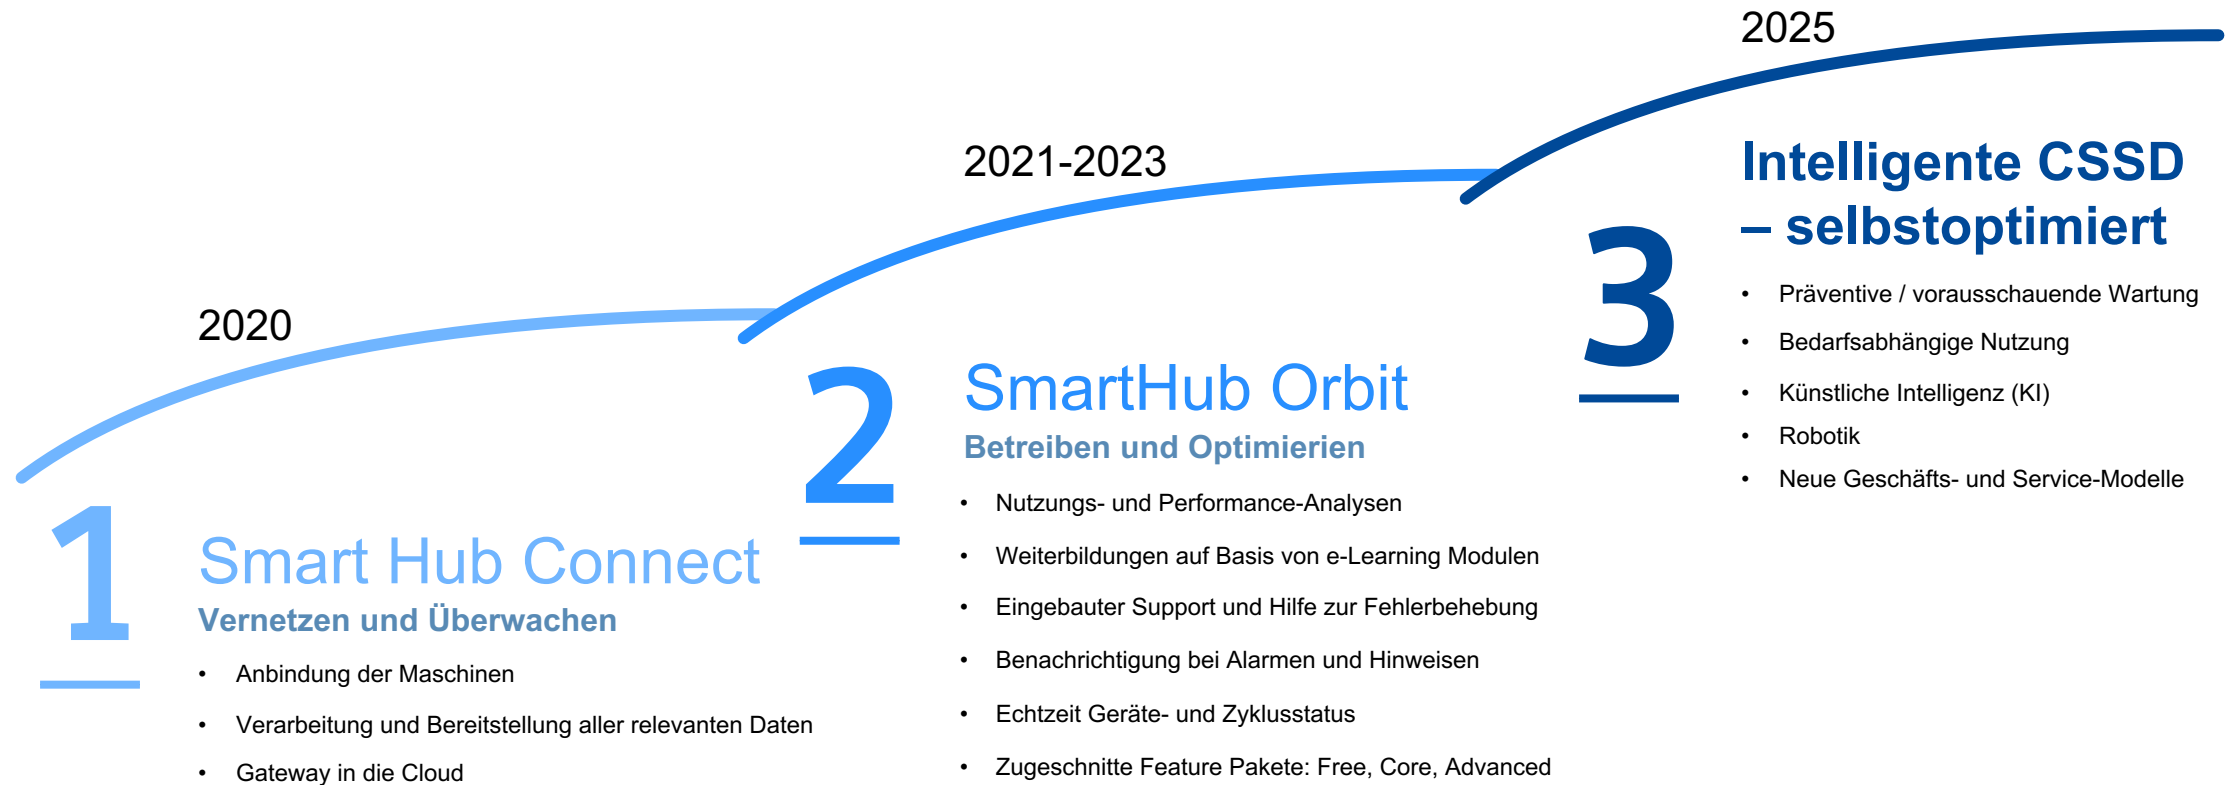 2020
1
Smart Hub Connect
Vernetzen und Überwachen
• Anbindung der Maschinen
• Verarbeitung und Bereitstellung aller relevanten Daten
• Gateway in die Cloud
2021-2023
2
SmartHub Orbit
Betreiben und Optimierien
• Nutzungs- und Performance-Analysen
• Weiterbildungen auf Basis von e-Learning Modulen
• Eingebauter Support und Hilfe zur Fehlerbehebung
• Benachrichtigung bei Alarmen und Hinweisen
• Echtzeit Geräte- und Zyklusstatus
• Zugeschnitte Feature Pakete: Free, Core, Advanced
2025
3
Intelligente CSSD
– selbstoptimiert
• Präventive / vorausschauende Wartung
• Bedarfsabhängige Nutzung
• Künstliche Intelligenz (KI)
• Robotik
• Neue Geschäfts- und Service-Modelle